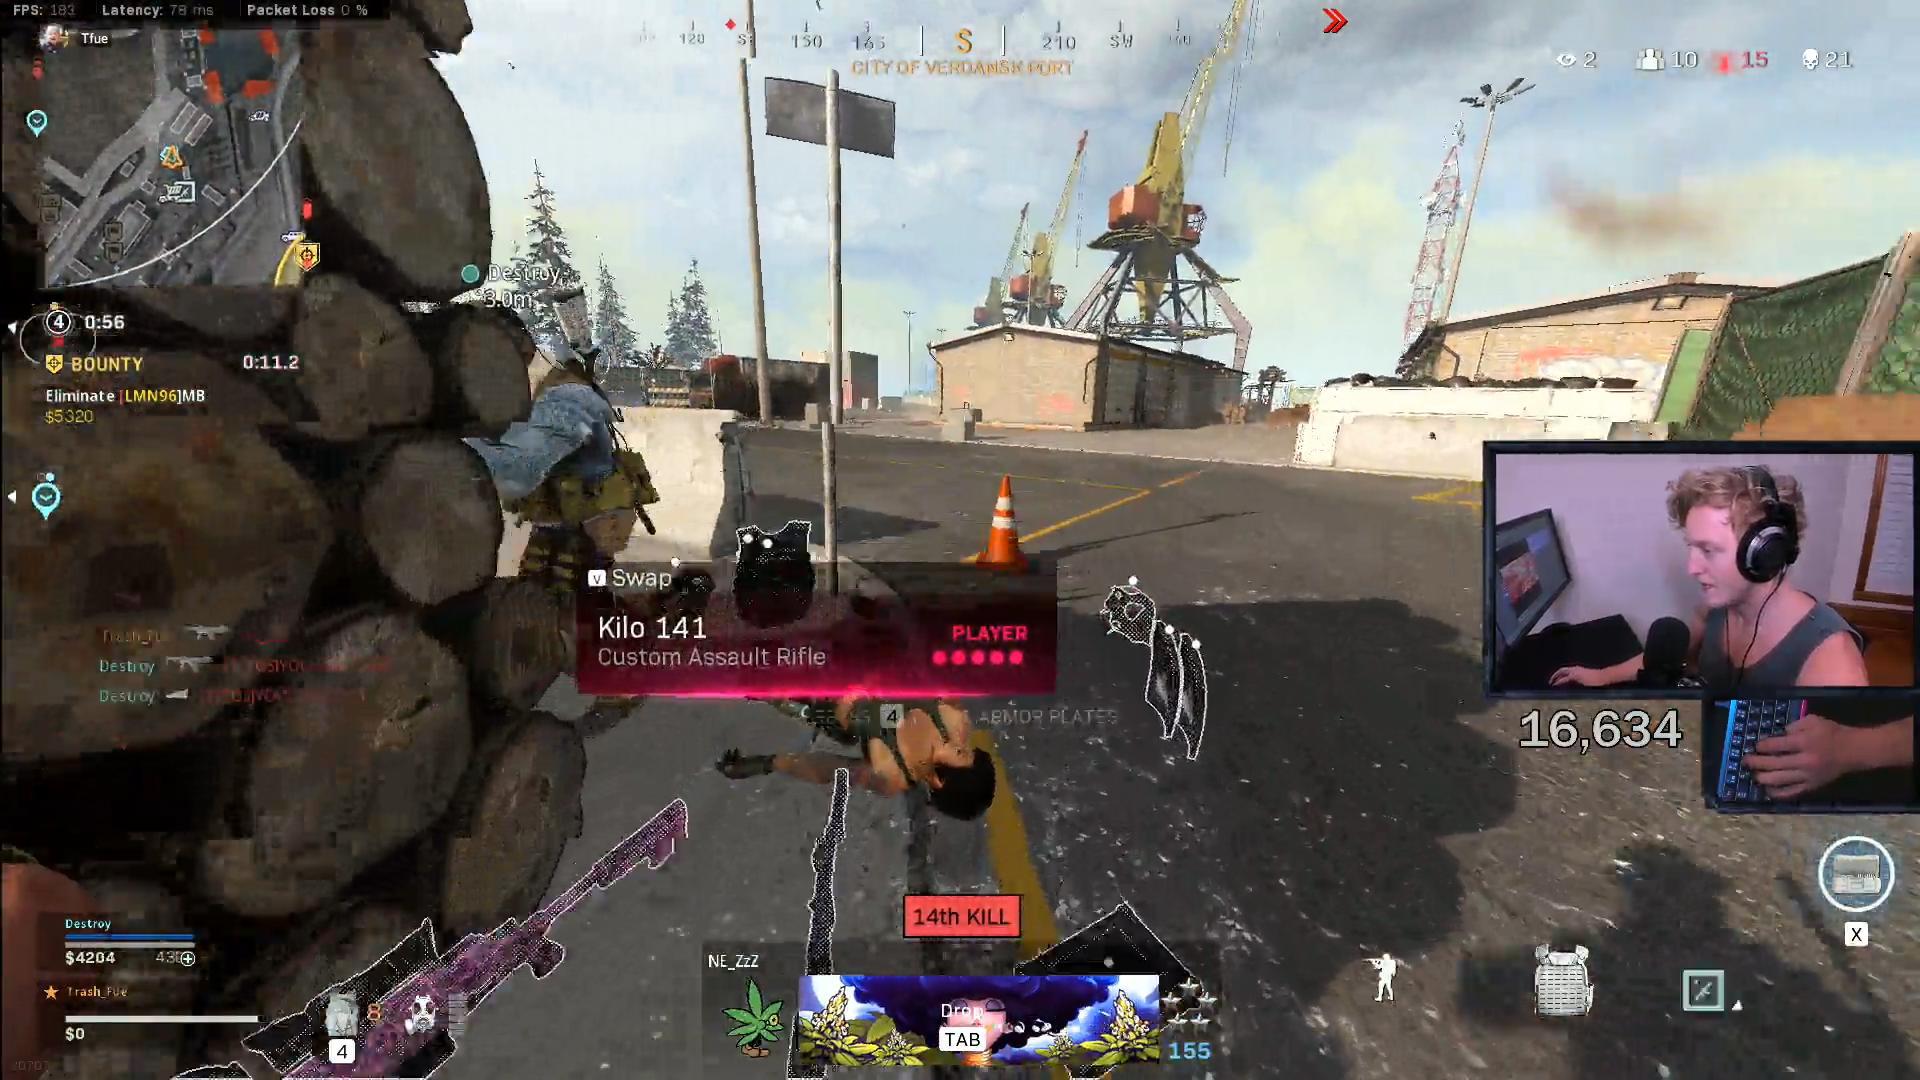 FPS: 183 Latency: 78 ms Packet Loss 0 %
Tfue
120 150 165 S 210 SW
CITY OF VERDANSK PORT
2 10 15 21
Destroy
3.0m
4 0:56
BOUNTY 0:11.2
Eliminate [LMN96]MB
$5320
V Swap
Kilo 141
PLAYER
Custom Assault Rifle
Destroy
Destroy
4 ARMOR PLATES
16,634
14th KILL
Destroy
$4204
Trash_Fue
$0
8
4
NE_ZzZ
Drop
TAB
155
X